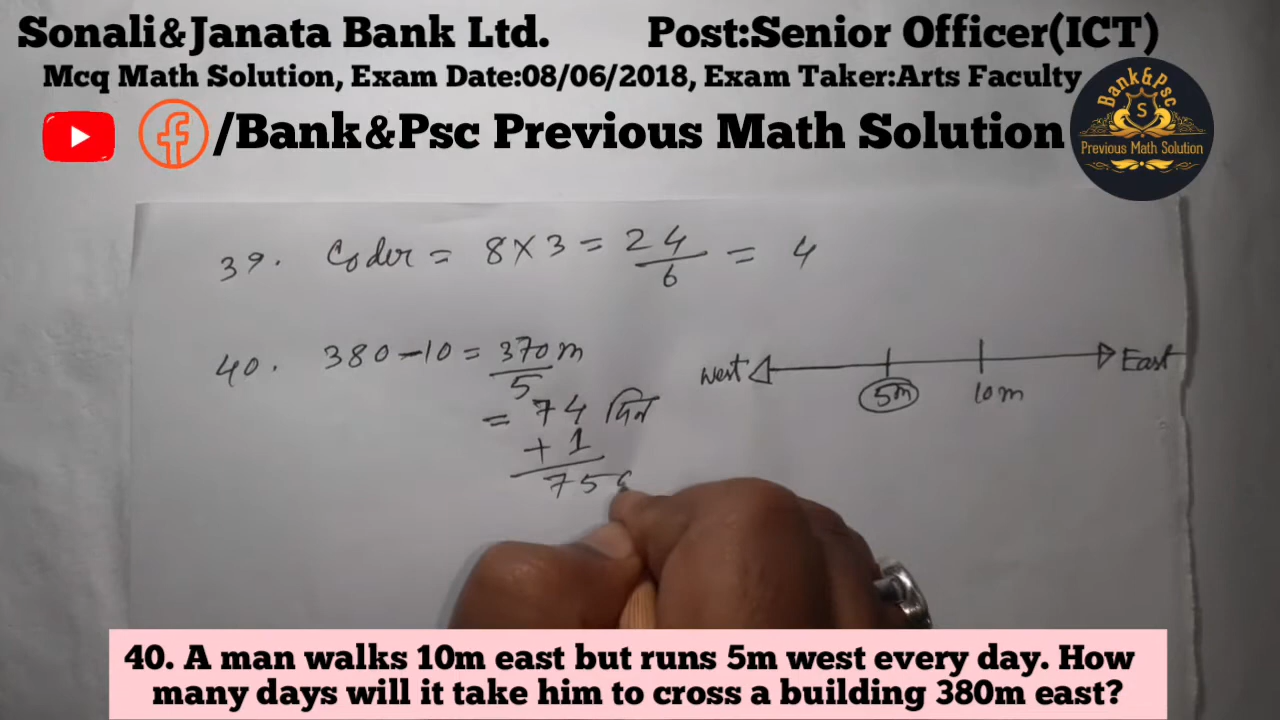 Sonali&Janata Bank Ltd. Post:Senior Officer(ICT)
Mcq Math Solution, Exam Date:08/06/2018, Exam Taker:Arts Faculty
/Bank&Psc Previous Math Solution
Bank&Psc
S
Previous Math Solution
39. Coder = 8 × 3 = 24/6 = 4
40. 380-10 = 370m/5
= 74 দিন
+ 1
75
West 5m 10m East
40. A man walks 10m east but runs 5m west every day. How
many days will it take him to cross a building 380m east?